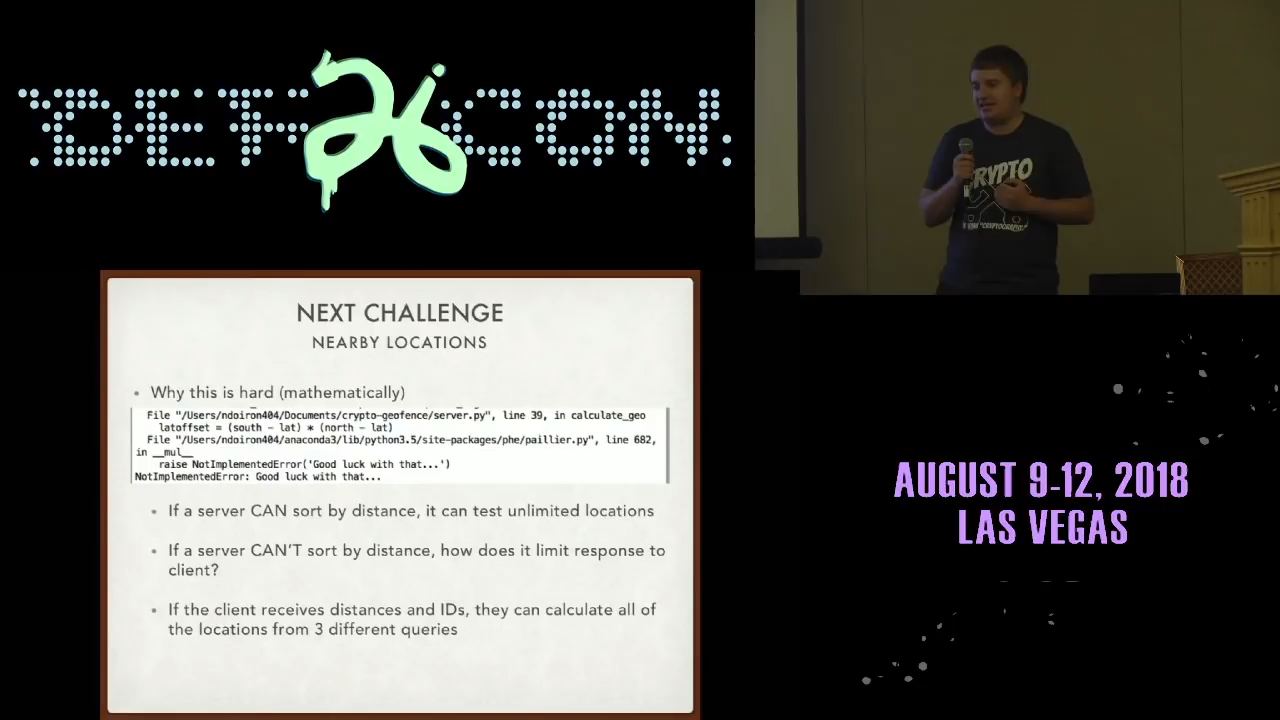 DEF 26 CON
CRYPTO
NEXT CHALLENGE
NEARBY LOCATIONS
• Why this is hard (mathematically)
File "/Users/ndoiron404/Documents/crypto-geofence/server.py", line 39, in calculate_geo
latoffset = (south - lat) * (north - lat)
File "/Users/ndoiron404/anaconda3/lib/python3.5/site-packages/phe/paillier.py", line 682,
in __mul__
raise NotImplementedError('Good luck with that...')
NotImplementedError: Good luck with that...
• If a server CAN sort by distance, it can test unlimited locations
• If a server CAN'T sort by distance, how does it limit response to
client?
• If the client receives distances and IDs, they can calculate all of
the locations from 3 different queries
AUGUST 9-12, 2018
LAS VEGAS